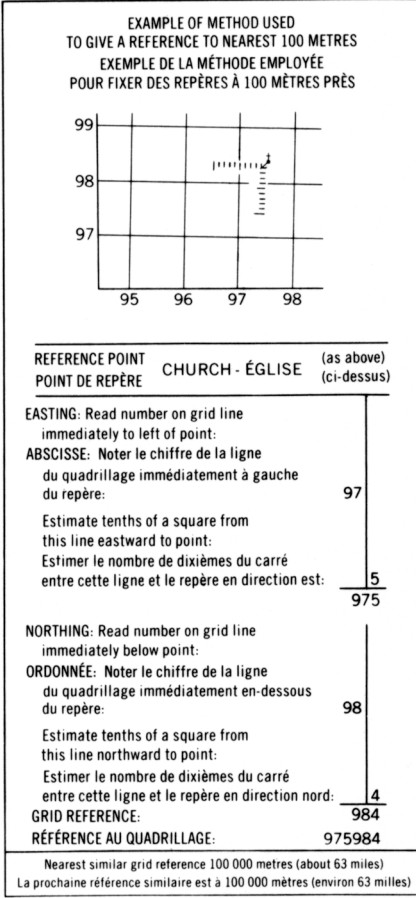 EXAMPLE OF METHOD USED
TO GIVE A REFERENCE TO NEAREST 100 METRES
EXEMPLE DE LA MÉTHODE EMPLOYÉE
POUR FIXER DES REPÈRES À 100 MÈTRES PRÈS
99
98
97
95 96 97 98
REFERENCE POINT
POINT DE REPÈRE
CHURCH - ÉGLISE
(as above)
(ci-dessus)
EASTING: Read number on grid line
immediately to left of point:
ABSCISSE: Noter le chiffre de la ligne
du quadrillage immédiatement à gauche
du repère: 97
Estimate tenths of a square from
this line eastward to point:
Estimer le nombre de dixièmes du carré
entre cette ligne et le repère en direction est: 5
975
NORTHING: Read number on grid line
immediately below point:
ORDONNÉE: Noter le chiffre de la ligne
du quadrillage immédiatement en-dessous
du repère: 98
Estimate tenths of a square from
this line northward to point:
Estimer le nombre de dixièmes du carré
entre cette ligne et le repère en direction nord: 4
GRID REFERENCE: 984
RÉFÉRENCE AU QUADRILLAGE: 975984
Nearest similar grid reference 100 000 metres (about 63 miles)
La prochaine référence similaire est à 100 000 mètres (environ 63 milles)